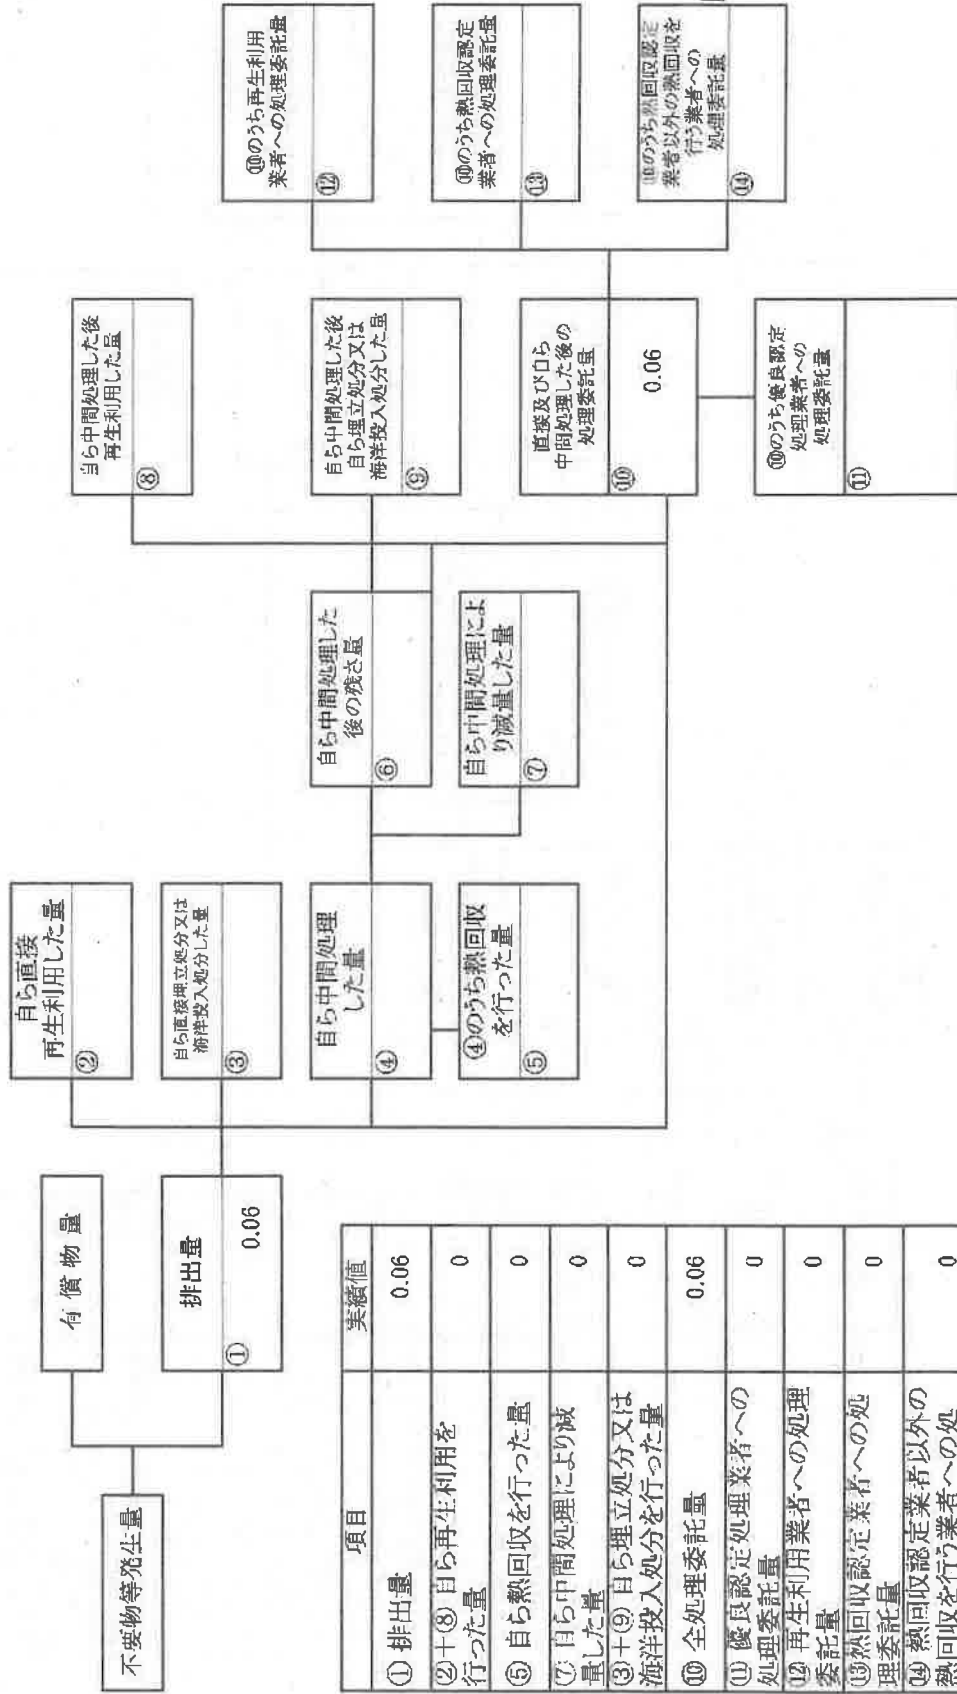 不要物等発生量
有償物量
排出量
①
0.06
自ら直接
再生利用した量
②
自ら直接埋立処分又は
海洋投入処分した量
③
自ら中間処理
した量
④
④のうち熱回収
を行った量
⑤
自ら中間処理した
後の残さ量
⑥
自ら中間処理によ
り減量した量
⑦
自ら中間処理した後
再生利用した量
⑧
自ら中間処理した後
自ら埋立処分又は
海洋投入処分した量
⑨
直接及び自ら
中間処理した後の
処理委託量
⑩
0.06
⑩のうち優良認定
処理業者への
処理委託量
⑪
⑩のうち再生利用
業者への処理委託量
⑫
⑩のうち熱回収認定
業者への処理委託量
⑬
⑩のうち熱回収認定
業者以外の熱回収を
行う業者への
処理委託量
⑭
項目 実績値
①排出量 0.06
②+⑧ 自ら再生利用を
行った量 0
⑤ 自ら熱回収を行った量 0
⑦ 自ら中間処理により減
量した量 0
③+⑨ 自ら埋立処分又は
海洋投入処分を行った量 0
⑩ 全処理委託量 0.06
⑪ 優良認定処理業者への
処理委託量 0
⑫ 再生利用業者への処理
委託量 0
⑬熱回収認定業者への処
理委託量 0
⑭ 熱回収認定業者以外の
熱回収を行う業者への処 0